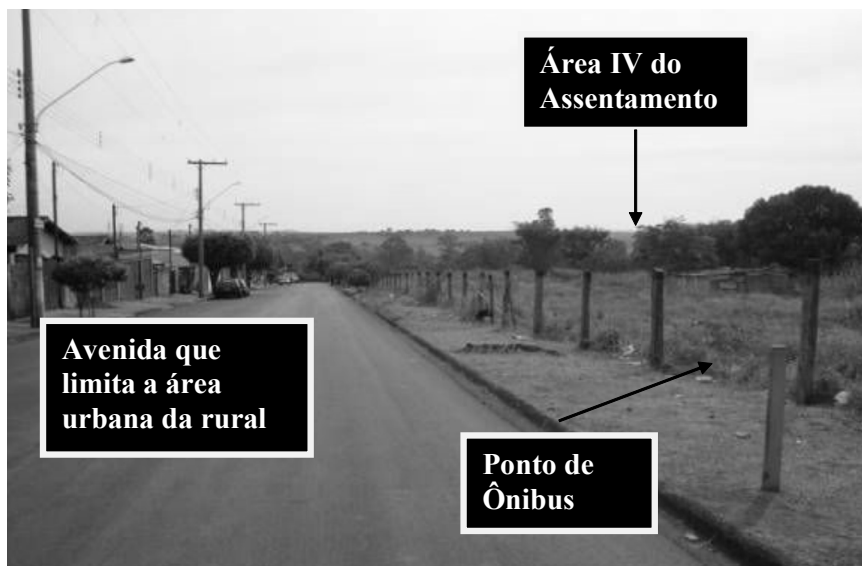 Área IV do
Assentamento
Avenida que
limita a área
urbana da rural
Ponto de
Ônibus